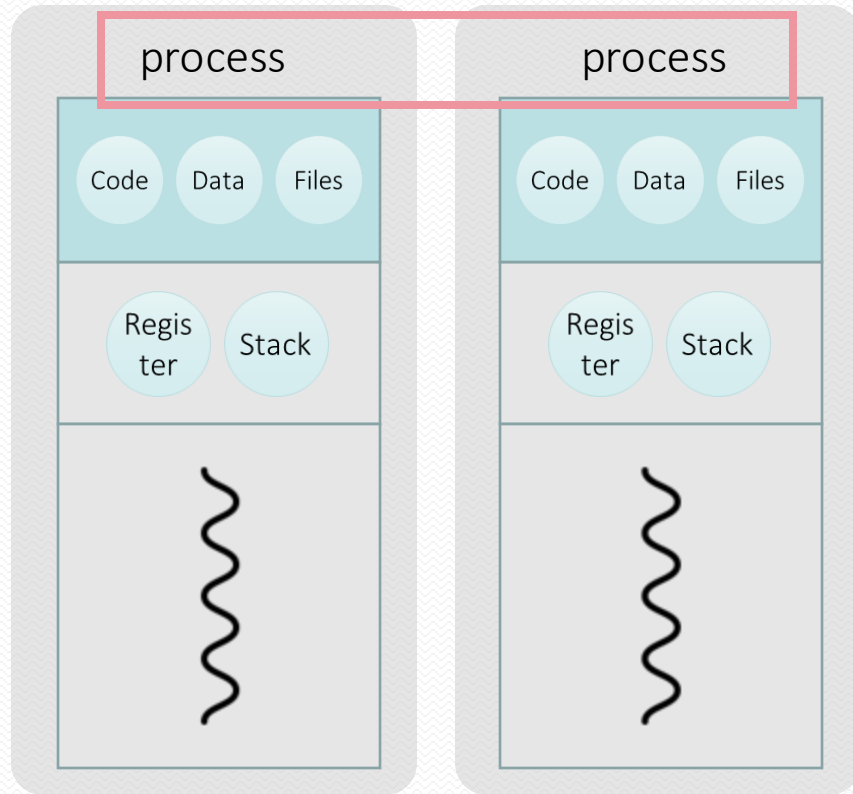 process
process
Code Data Files
Code Data Files
Regis
ter
Stack
Regis
ter
Stack